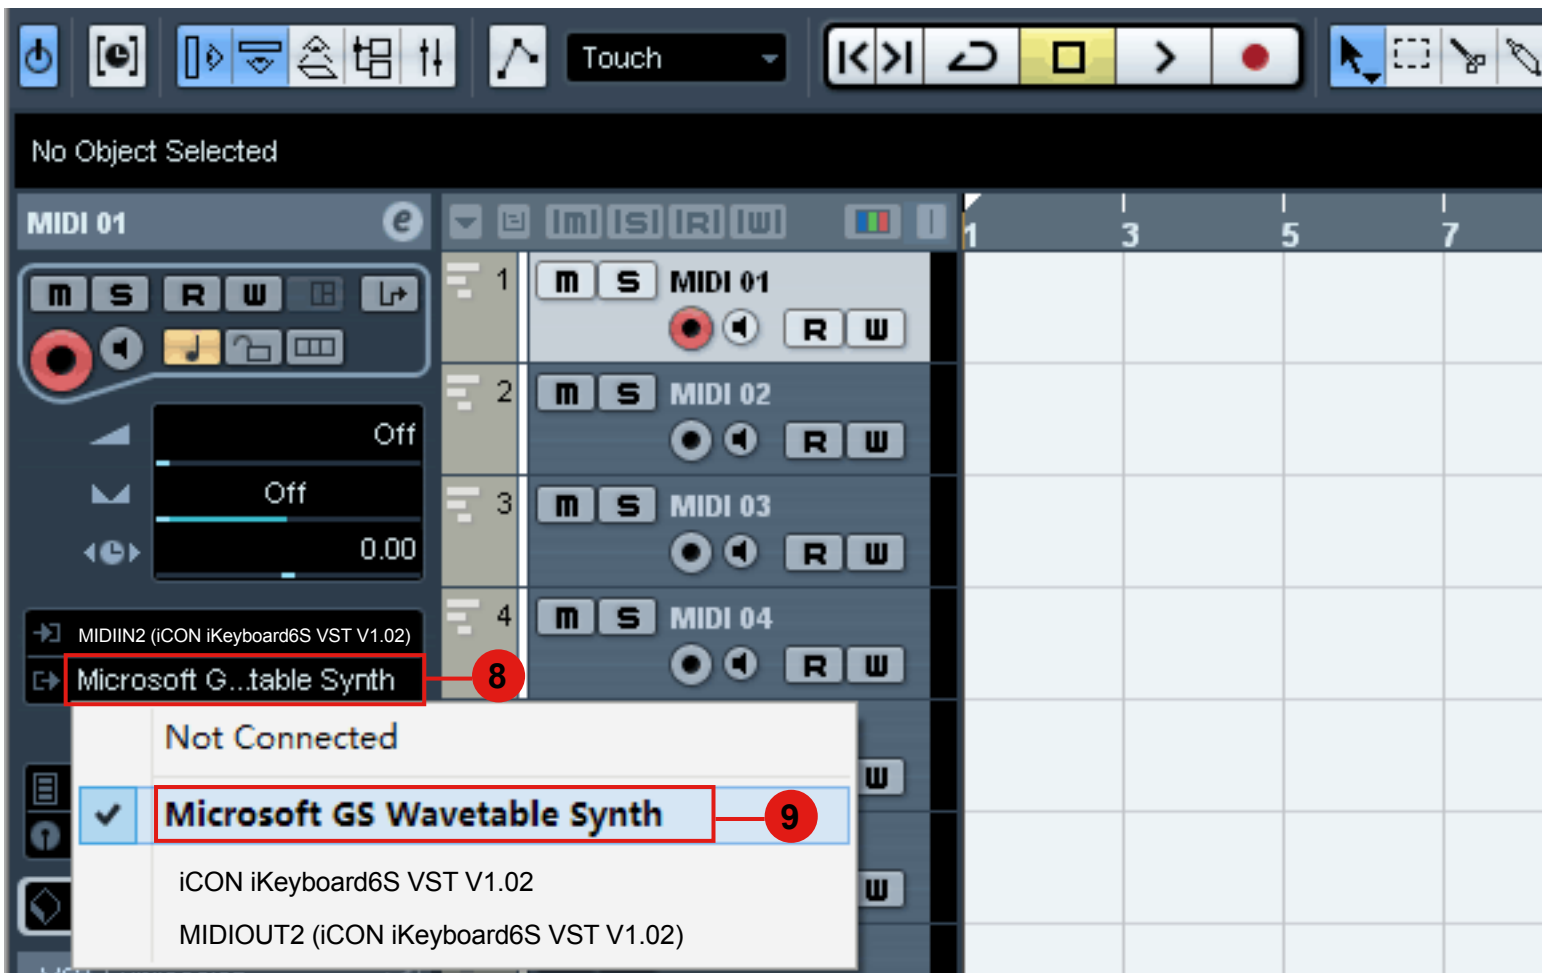 Touch
No Object Selected
MIDI 01
e
m S R W
Off
Off
0.00
MIDIIN2 (iCON iKeyboard6S VST V1.02)
Microsoft G...table Synth
8
Not Connected
Microsoft GS Wavetable Synth
9
iCON iKeyboard6S VST V1.02
MIDIOUT2 (iCON iKeyboard6S VST V1.02)
m S R W
1 3 5 7
1 m S MIDI 01
R W
2 m S MIDI 02
R W
3 m S MIDI 03
R W
4 m S MIDI 04
R W
W
W